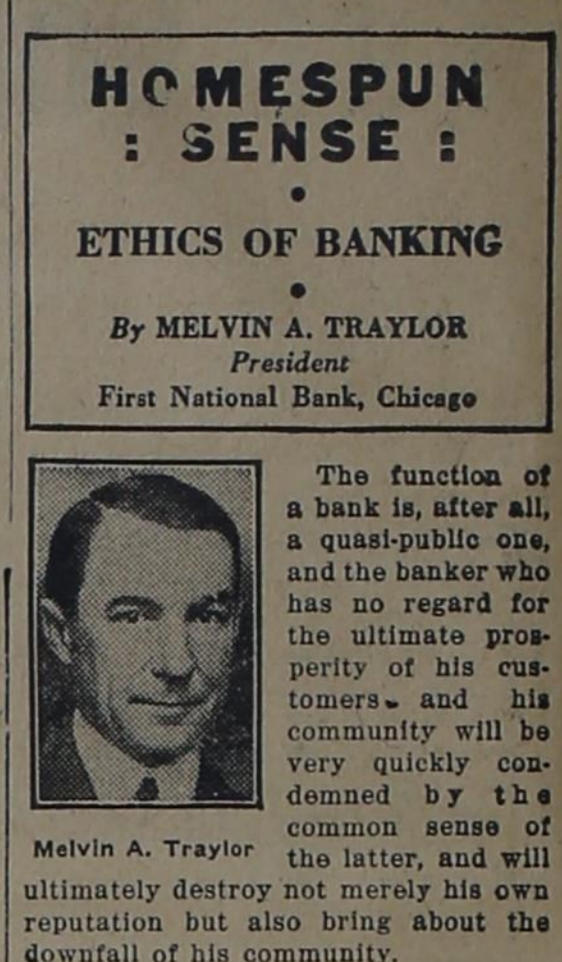 HOMESPUN
: SENSE :
•
ETHICS OF BANKING
•
By MELVIN A. TRAYLOR
President
First National Bank, Chicago
The function of
a bank is, after all,
a quasi-public one,
and the banker who
has no regard for
the ultimate pros-
perity of his cus-
tomers and his
community will be
very quickly con-
demned by the
common sense of
the latter, and will
Melvin A. Traylor
ultimately destroy not merely his own
reputation but also bring about the
downfall of his community.